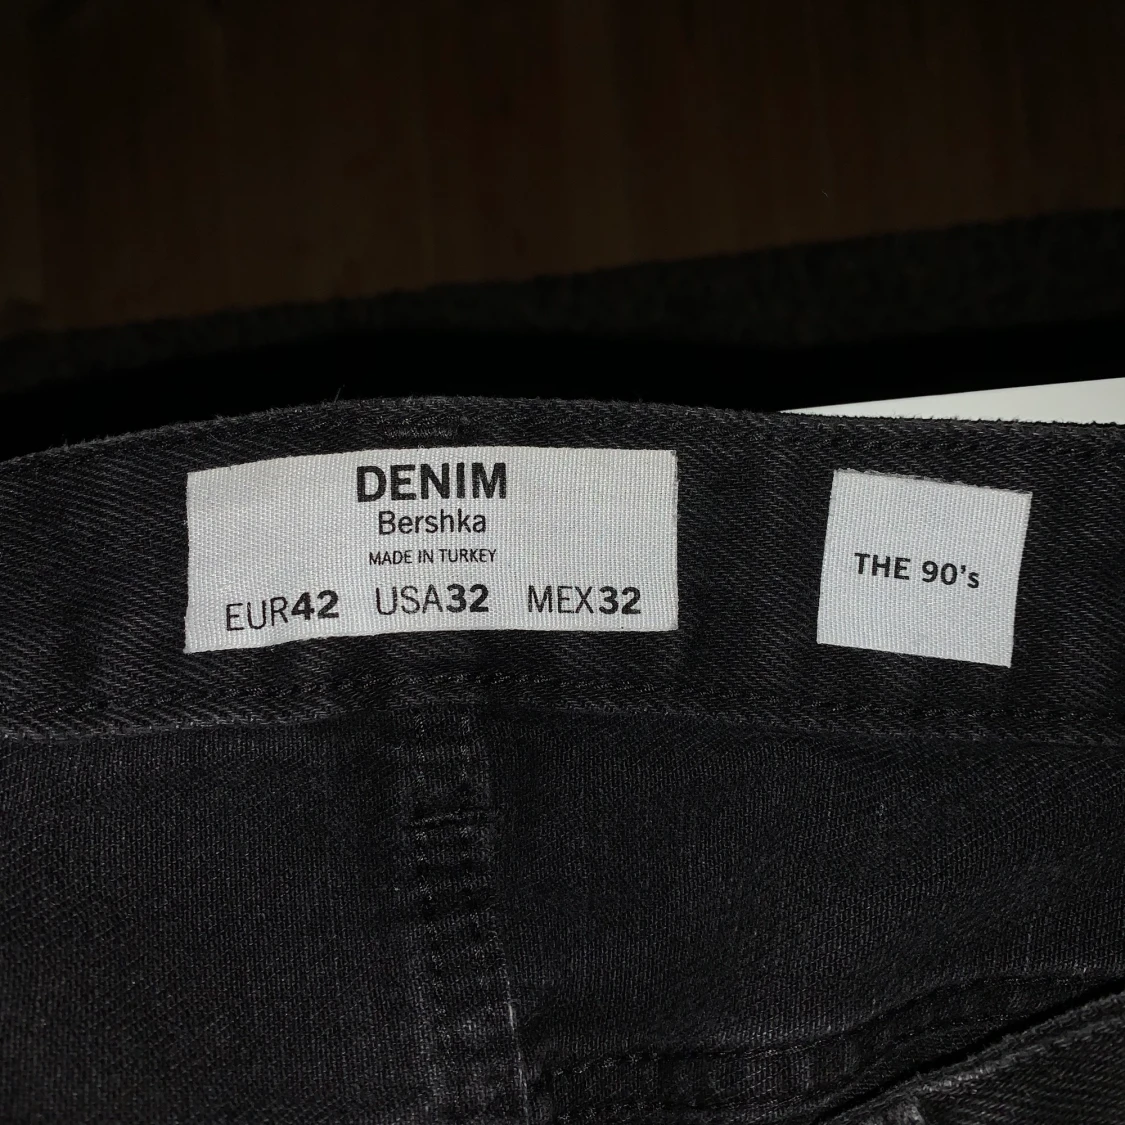 DENIM
Bershka
MADE IN TURKEY
EUR42 USA32 MEX32
THE 90's